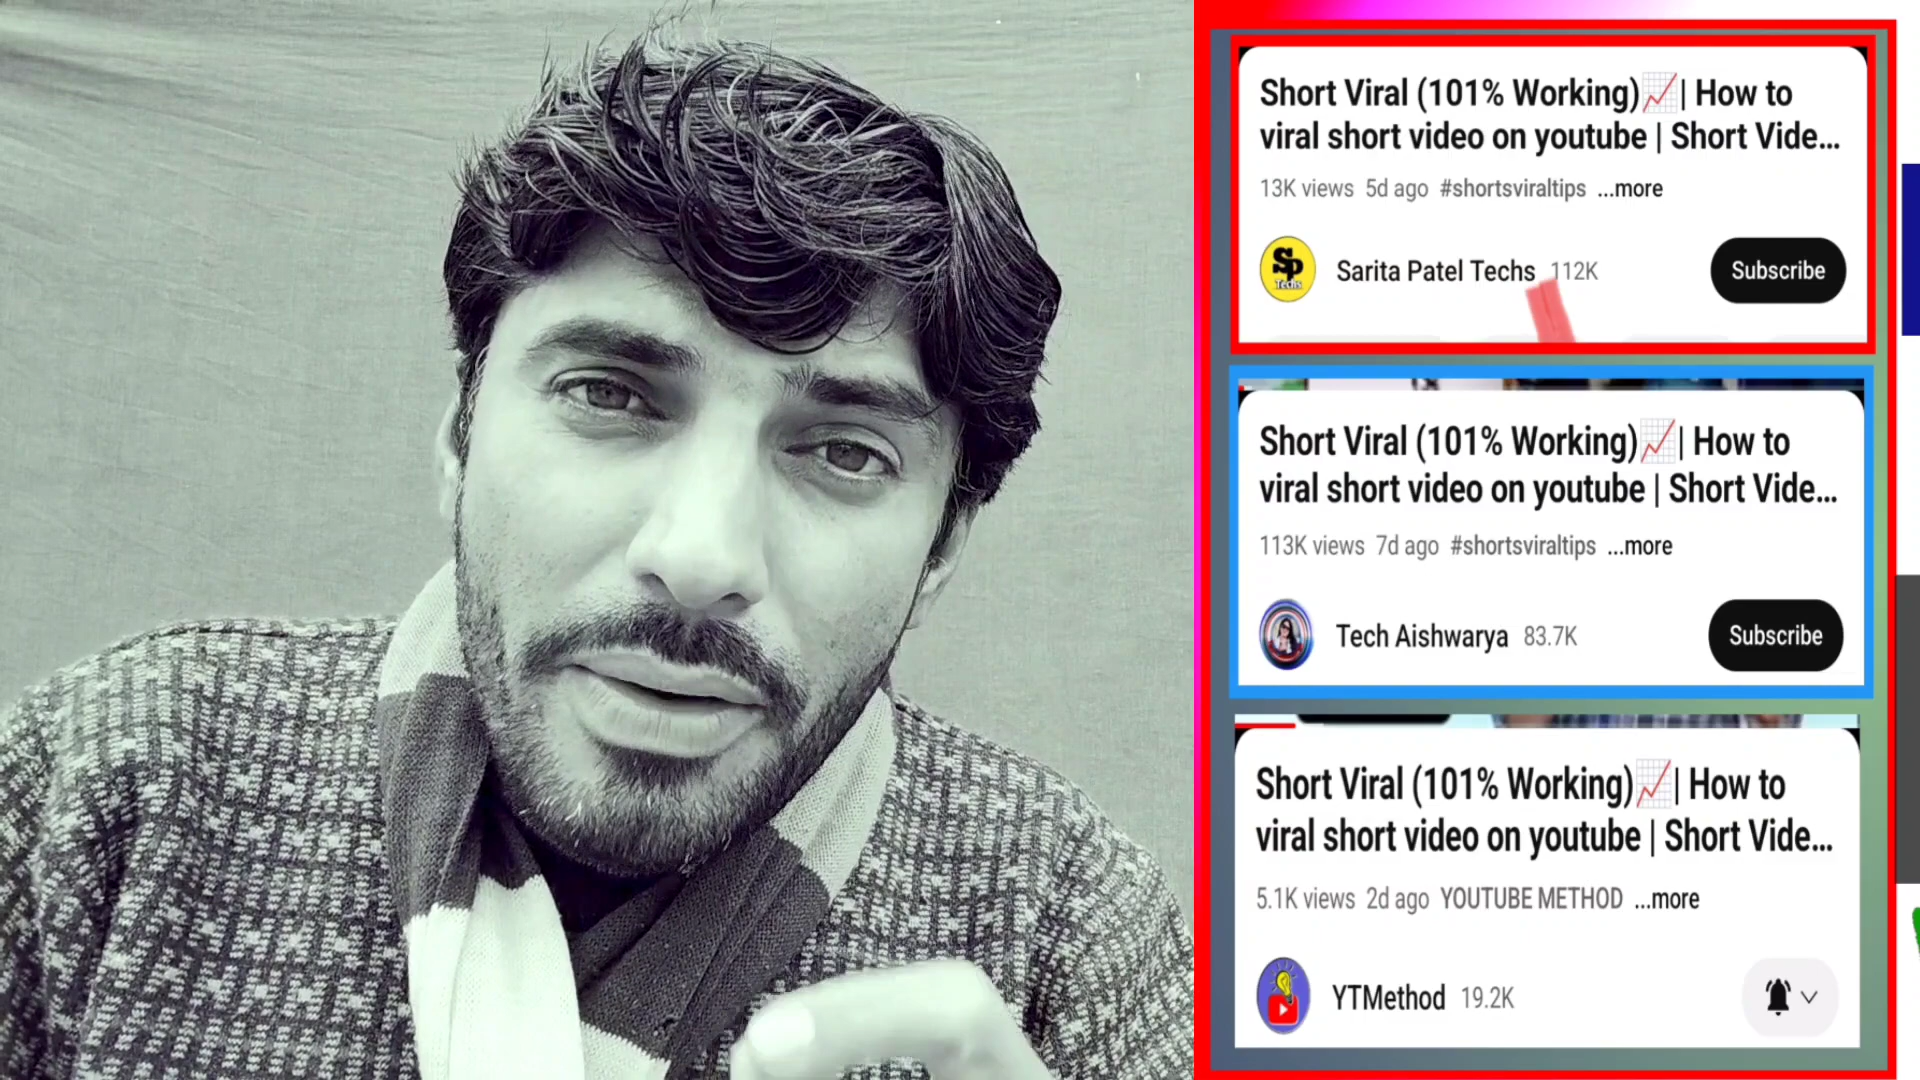 Short Viral (101% Working)📈| How to
viral short video on youtube | Short Vide...
13K views 5d ago #shortsviraltips ...more
SP
Techs
Sarita Patel Techs 112K
Subscribe
Short Viral (101% Working)📈| How to
viral short video on youtube | Short Vide...
113K views 7d ago #shortsviraltips ...more
Tech Aishwarya 83.7K
Subscribe
Short Viral (101% Working)📈| How to
viral short video on youtube | Short Vide...
5.1K views 2d ago YOUTUBE METHOD ...more
YTMethod 19.2K